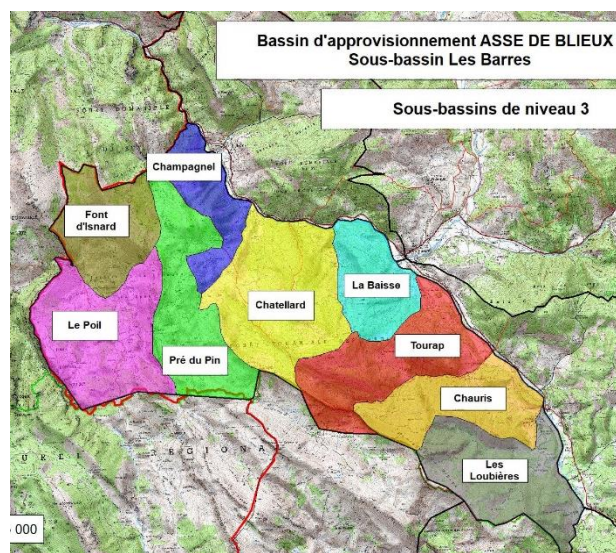 Bassin d'approvisionnement ASSE DE BLIEUX
Sous-bassin Les Barres
Sous-bassins de niveau 3
Champagnel
Font
d'Isnard
La Baisse
Chatellard
Le Poil
Tourap
Pré du Pin
Chauris
Les
Loubières
REGIONA
000